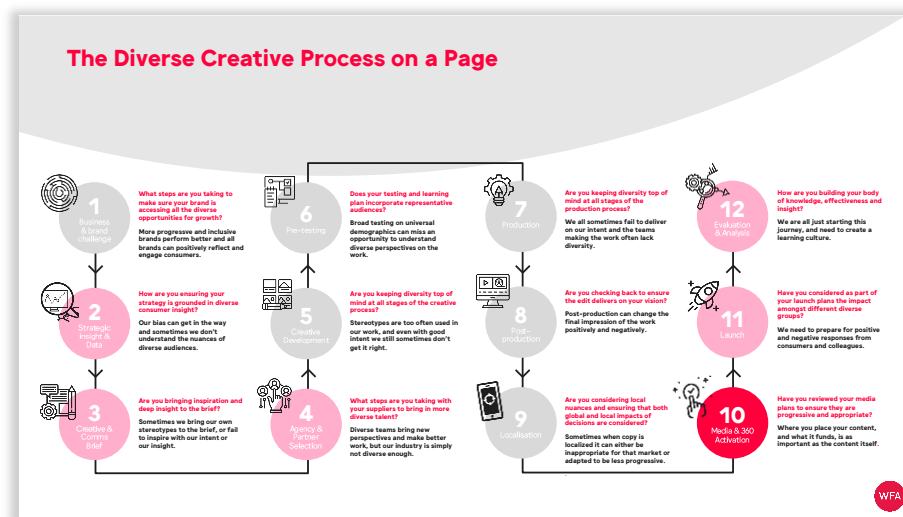 The Diverse Creative Process on a Page
1
Business
& brand
challenge
What steps are you taking to
make sure your brand is
accessing all the diverse
opportunities for growth?
More progressive and inclusive
brands perform better and all
brands can positively reflect and
engage consumers.
2
Strategic
Insight &
Data
How are you ensuring your
strategy is grounded in diverse
consumer insight?
Our bias can get in the way
and sometimes we don't
understand the nuances of
diverse audiences.
3
Creative &
Comms
Brief
Are you bringing inspiration and
deep insight to the brief?
Sometimes we bring our own
stereotypes to the brief, or fail
to inspire with our intent or
our insight.
4
Agency &
Partner
Selection
What steps are you taking with
your suppliers to bring in more
diverse talent?
Diverse teams bring new
perspectives and make better
work, but our industry is simply
not diverse enough.
5
Creative
Development
Are you keeping diversity top of
mind at all stages of the creative
process?
Stereotypes are too often used in
our work, and even with good
intent we still sometimes don't
get it right.
6
Pre-testing
Does your testing and learning
plan incorporate representative
audiences?
Broad testing on universal
demographics can miss an
opportunity to understand
diverse perspectives on the
work.
7
Production
Are you keeping diversity top of
mind at all stages of the
production process?
We all sometimes fail to deliver
on our intent and the teams
making the work often lack
diversity.
8
Post-
production
Are you checking back to ensure
the edit delivers on your vision?
Post-production can change the
final impression of the work
positively and negatively.
9
Localisation
Are you considering local
nuances and ensuring that both
global and local impacts of
decisions are considered?
Sometimes when copy is
localized it can either be
inappropriate for that market or
adapted to be less progressive.
.
10
Media & 360
Activation
Have you reviewed your media
plans to ensure they are
progressive and appropriate?
Where you place your content,
and what it funds, is as
important as the content itself.
11
Launch
Have you considered as part of
your launch plans the impact
amongst different diverse
groups?
We need to prepare for positive
and negative responses from
consumers and colleagues.
12
Evaluation
& Analysis
How are you building your body
of knowledge, effectiveness and
insight?
We are all just starting this
journey, and need to create a
learning culture.
WFA